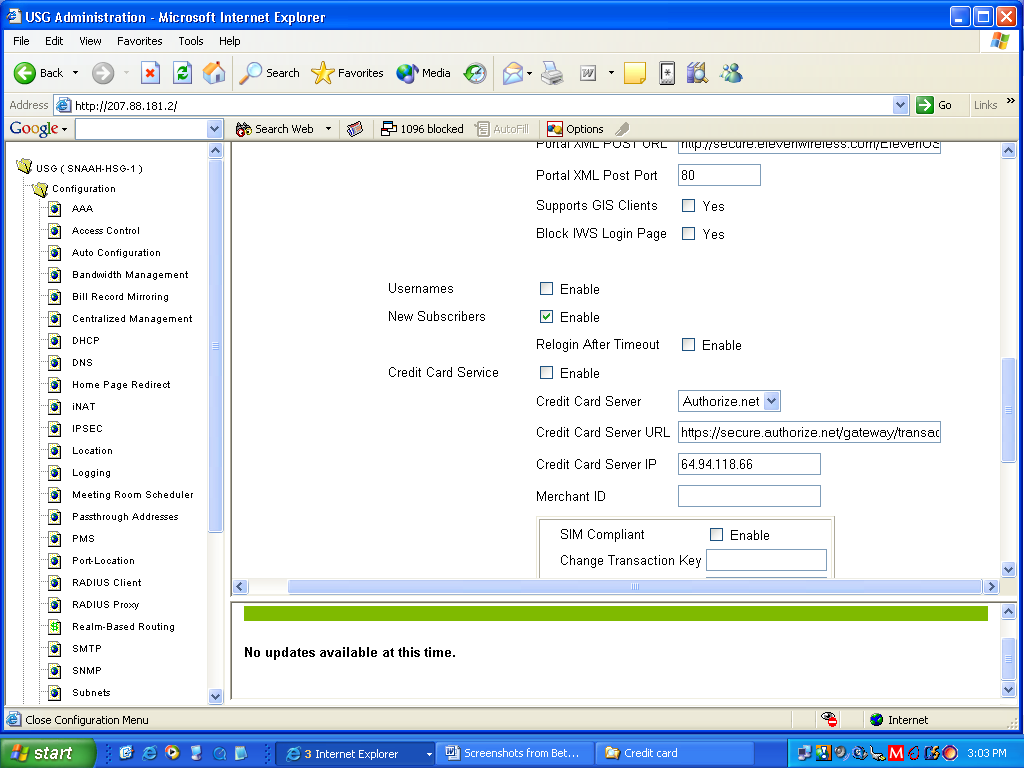 USG Administration - Microsoft Internet Explorer
File Edit View Favorites Tools Help
Back Search Favorites Media
Address http://207.88.181.2/ Go Links »
Google Search Web 1096 blocked AutoFill Options
USG ( SNAAH-HSG-1 )
Configuration
AAA
Access Control
Auto Configuration
Bandwidth Management
Bill Record Mirroring
Centralized Management
DHCP
DNS
Home Page Redirect
iNAT
IPSEC
Location
Logging
Meeting Room Scheduler
Passthrough Addresses
PMS
Port-Location
RADIUS Client
RADIUS Proxy
Realm-Based Routing
SMTP
SNMP
Subnets
Portal XML POST URL http://secure.elevenwireless.com/ElevenOS
Portal XML Post Port 80
Supports GIS Clients Yes
Block IWS Login Page Yes
Usernames Enable
New Subscribers Enable
Relogin After Timeout Enable
Credit Card Service Enable
Credit Card Server Authorize.net
Credit Card Server URL https://secure.authorize.net/gateway/transac
Credit Card Server IP 64.94.118.66
Merchant ID
SIM Compliant Enable
Change Transaction Key
No updates available at this time.
Close Configuration Menu Internet
start 3 Internet Explorer Screenshots from Bet... Credit card 3:03 PM